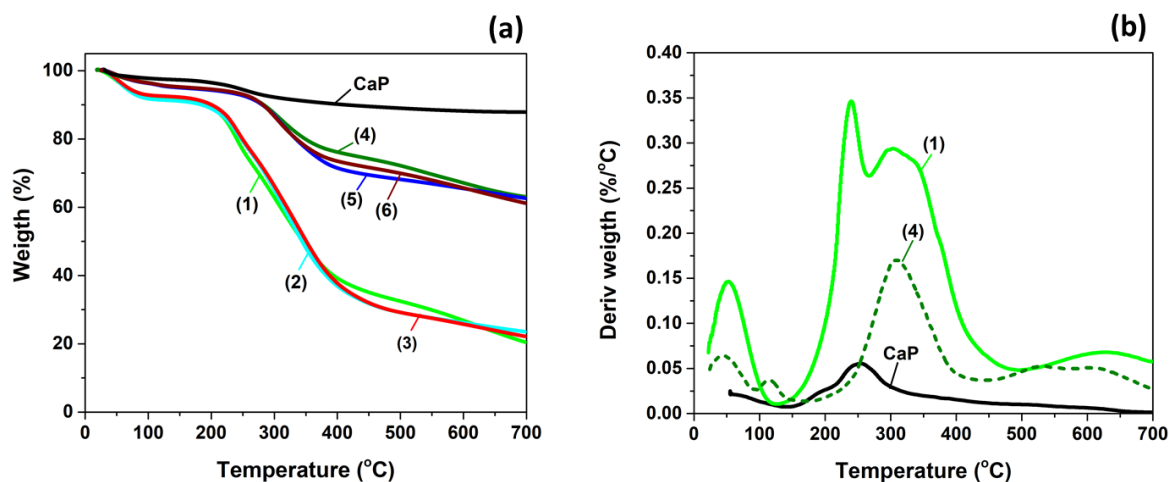 (a)
100
80
60
40
20
0
Weigth (%)
CaP
(4)
(5)
(6)
(1)
(2)
(3)
0 100 200 300 400 500 600 700
Temperature (°C)
(b)
0.40
0.35
0.30
0.25
0.20
0.15
0.10
0.05
0.00
Deriv weigth (%/°C)
(1)
(4)
CaP
0 100 200 300 400 500 600 700
Temperature (°C)